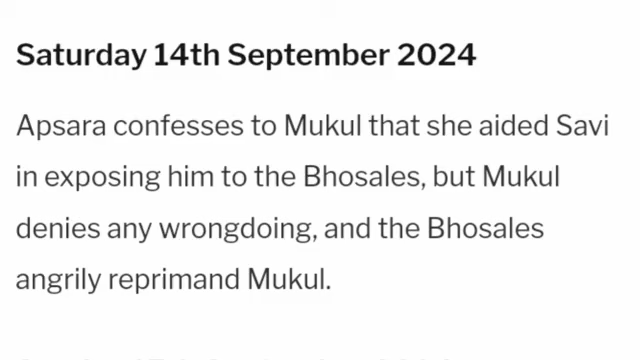 Saturday 14th September 2024
Apsara confesses to Mukul that she aided Savi
in exposing him to the Bhosales, but Mukul
denies any wrongdoing, and the Bhosales
angrily reprimand Mukul.